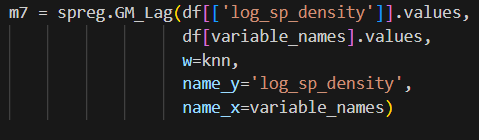 m7 = spreg.GM_Lag(df[['log_sp_density']].values,
df[variable_names].values,
w=knn,
name_y='log_sp_density',
name_x=variable_names)